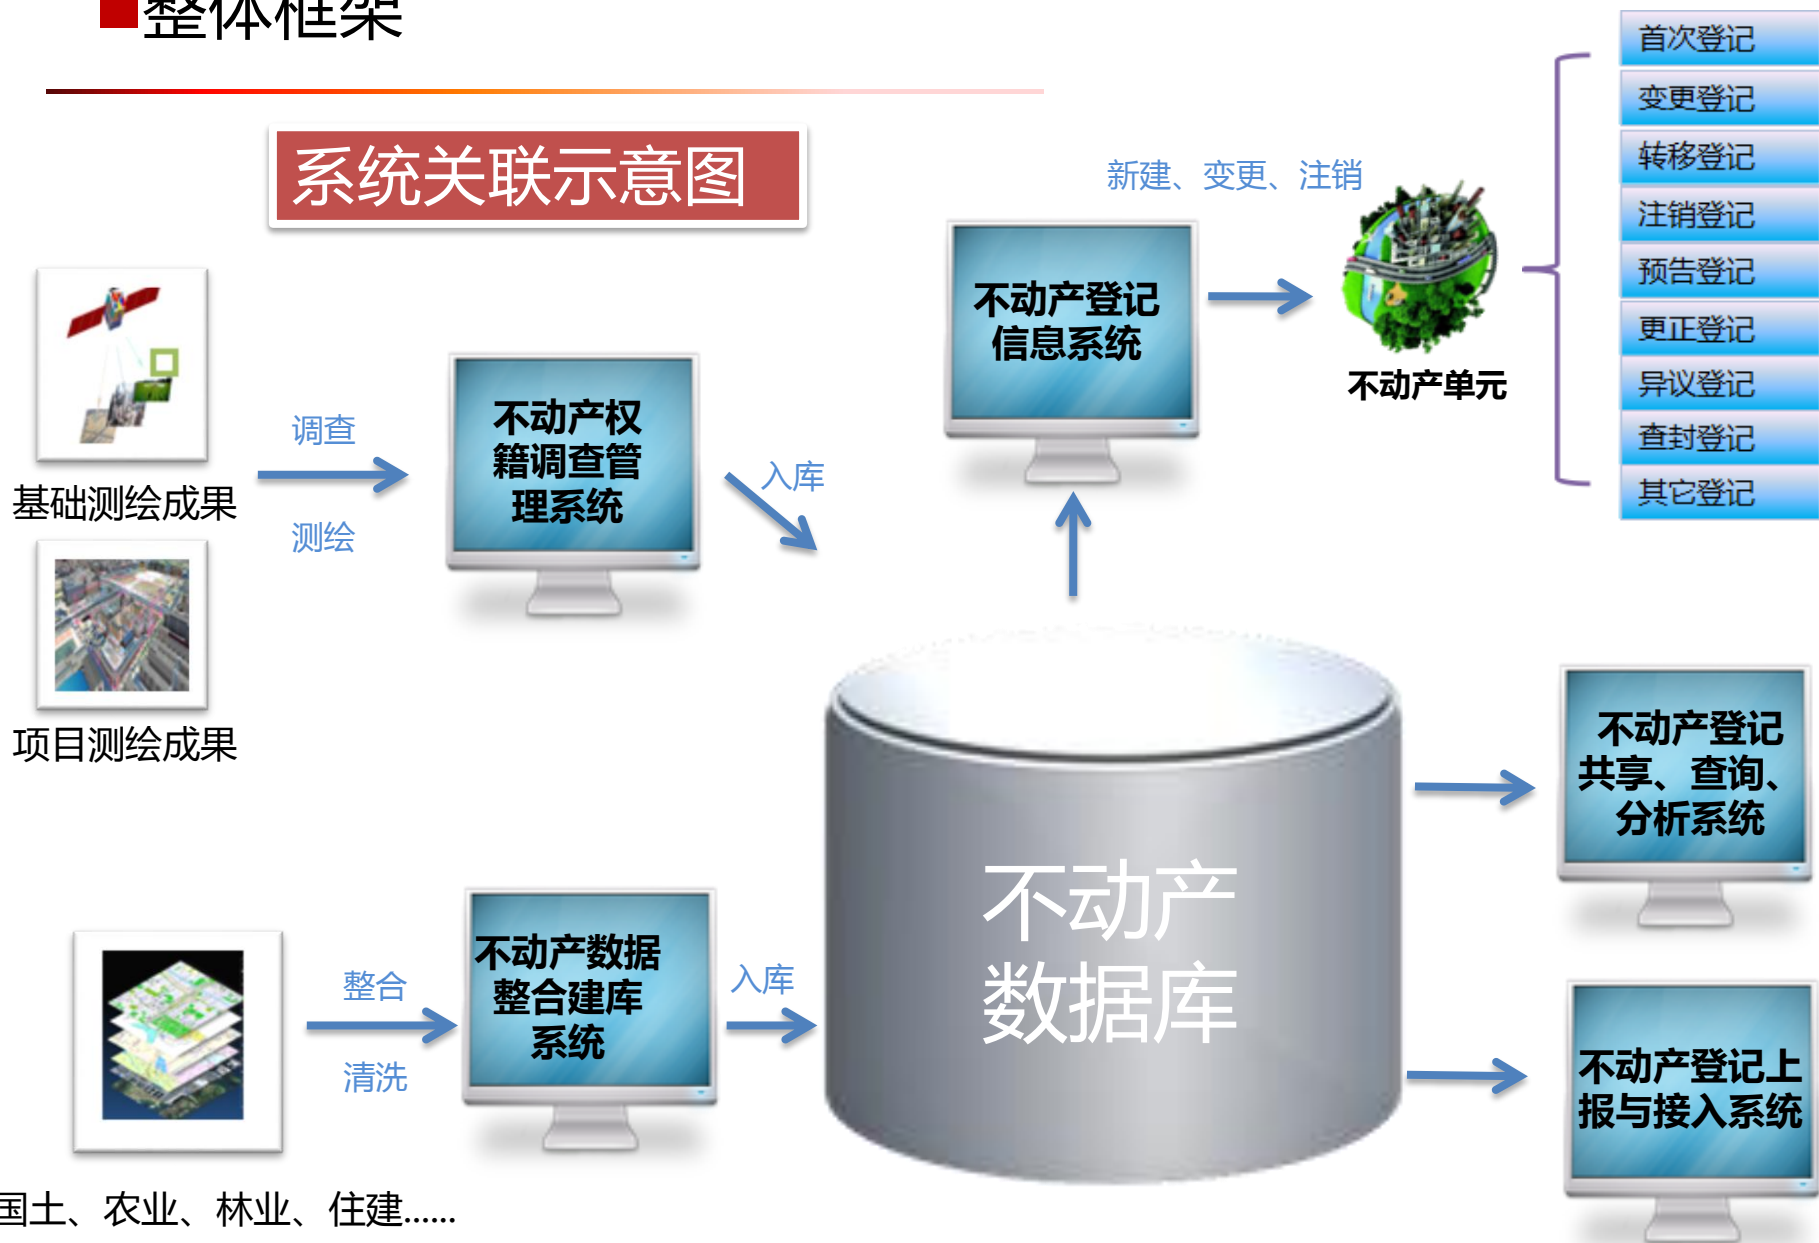 整体框架
系统关联示意图
首次登记
变更登记
转移登记
注销登记
预告登记
更正登记
异议登记
查封登记
其它登记
新建、变更、注销
不动产登记
信息系统
不动产单元
基础测绘成果
项目测绘成果
调查
测绘
不动产权
籍调查管
理系统
入库
不动产
数据库
不动产登记
共享、查询、
分析系统
整合
清洗
不动产数据
整合建库
系统
入库
不动产登记上
报与接入系统
国土、农业、林业、住建......